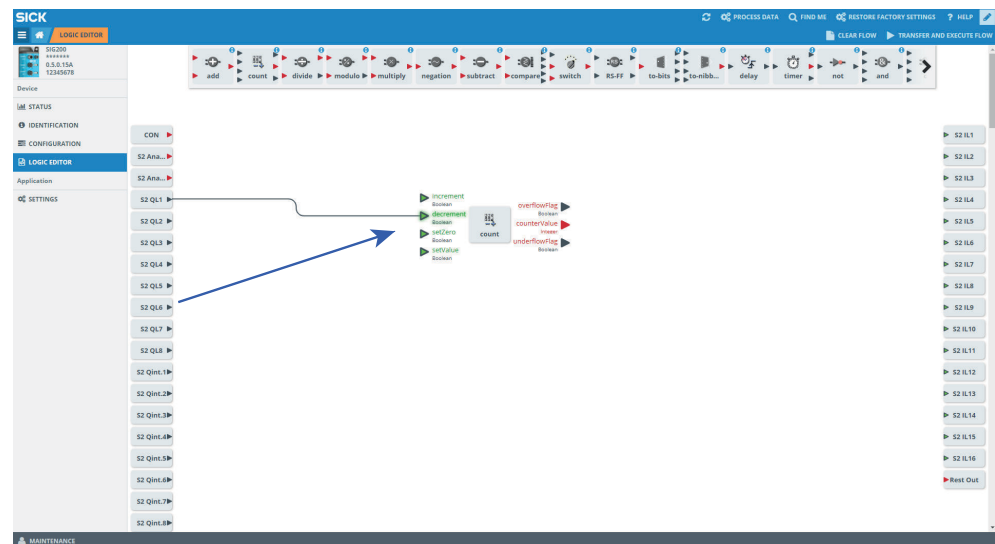 SICK
PROCESS DATA
FIND ME
RESTORE FACTORY SETTINGS
? HELP
LOGIC EDITOR
CLEAR FLOW
TRANSFER AND EXECUTE FLOW
SIG200
*******
0.5.0.15A
12345678
Device
STATUS
IDENTIFICATION
CONFIGURATION
LOGIC EDITOR
Application
SETTINGS
add
count
divide
modulo
multiply
negation
subtract
compare
switch
RS-FF
to-bits
to-nibb...
delay
timer
not
and
CON
S2 Ana...
S2 Ana...
S2 QL1
S2 QL2
S2 QL3
S2 QL4
S2 QL5
S2 QL6
S2 QL7
S2 QL8
S2 Qint.1
S2 Qint.2
S2 Qint.3
S2 Qint.4
S2 Qint.5
S2 Qint.6
S2 Qint.7
S2 Qint.8
increment
Boolean
decrement
Boolean
setZero
Boolean
setValue
Boolean
count
overflowFlag
Boolean
counterValue
Integer
underflowFlag
Boolean
S2 IL1
S2 IL2
S2 IL3
S2 IL4
S2 IL5
S2 IL6
S2 IL7
S2 IL8
S2 IL9
S2 IL10
S2 IL11
S2 IL12
S2 IL13
S2 IL14
S2 IL15
S2 IL16
Rest Out
MAINTENANCE